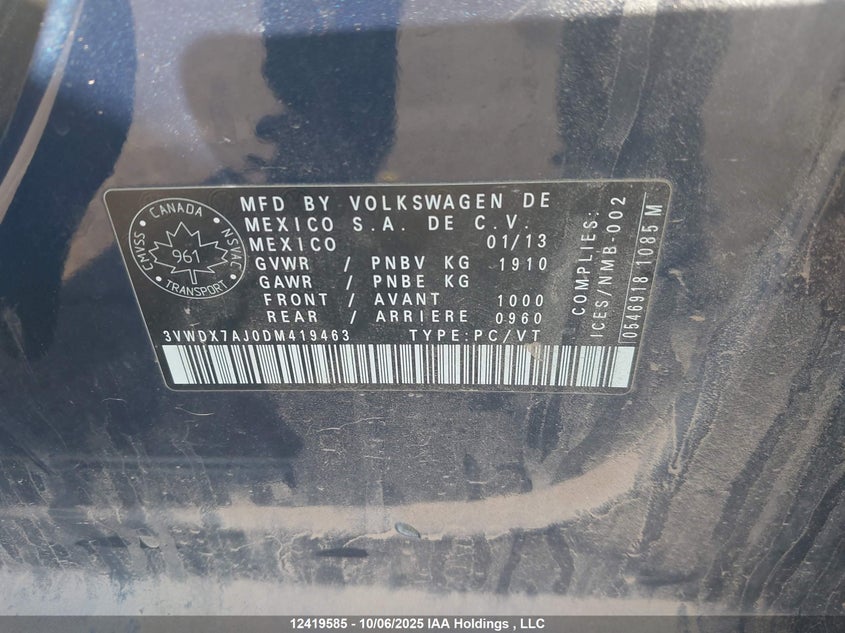 CANADA
CMVSS 961 NSVAC
TRANSPORT
MFD BY VOLKSWAGEN DE
MEXICO S.A. DE C.V.
MEXICO 01/13
GVWR / PNBV KG 1910
GAWR / PNBE KG
FRONT / AVANT 1000
REAR / ARRIERE 0960
3VWDX7AJ0DM419463 TYPE:PC/VT
COMPLIES:
ICES/NMB-002
0546918 1085 M
12419585 - 10/06/2025 IAA Holdings , LLC